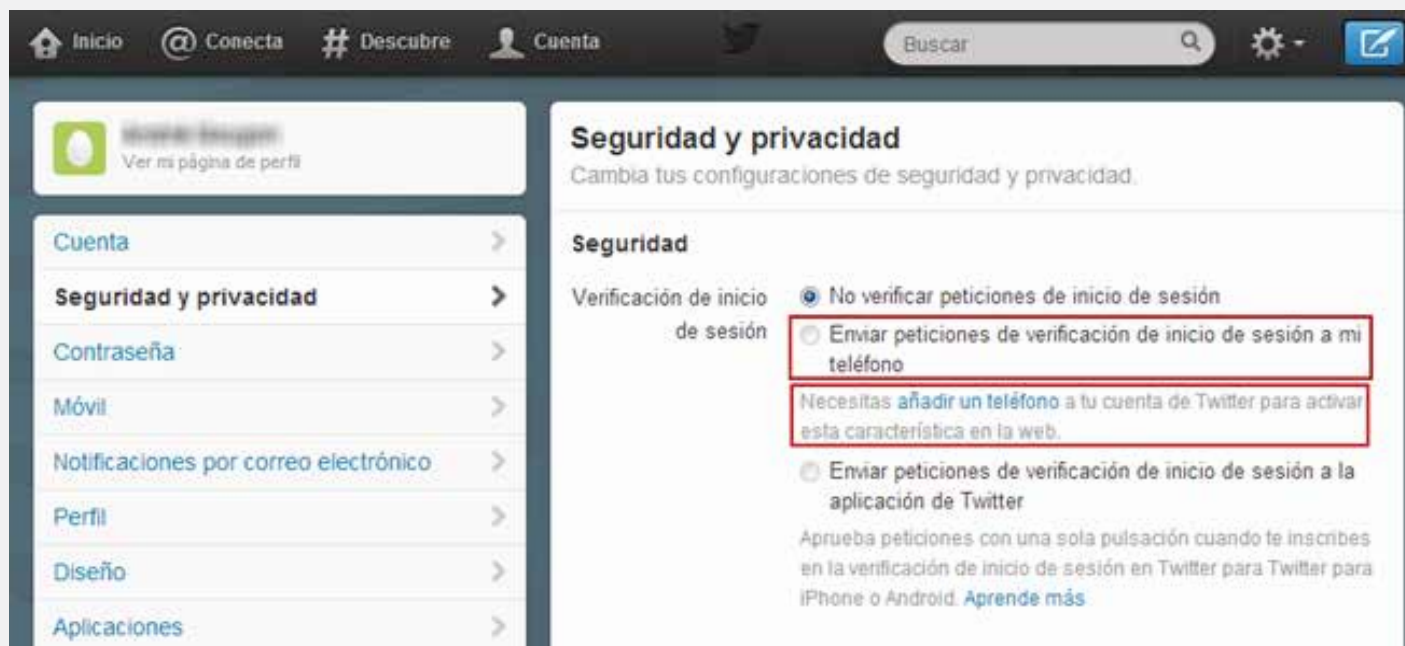 Inicio Conecta # Descubre Cuenta Buscar
Ver mi página de perfil
Cuenta
Seguridad y privacidad
Contraseña
Móvil
Notificaciones por correo electrónico
Perfil
Diseño
Aplicaciones
Seguridad y privacidad
Cambia tus configuraciones de seguridad y privacidad.
Seguridad
Verificación de inicio
de sesión
No verificar peticiones de inicio de sesión
Enviar peticiones de verificación de inicio de sesión a mi
teléfono
Necesitas añadir un teléfono a tu cuenta de Twitter para activar
esta característica en la web.
Enviar peticiones de verificación de inicio de sesión a la
aplicación de Twitter
Aprueba peticiones con una sola pulsación cuando te inscribes
en la verificación de inicio de sesión en Twitter para Twitter para
iPhone o Android. Aprende más